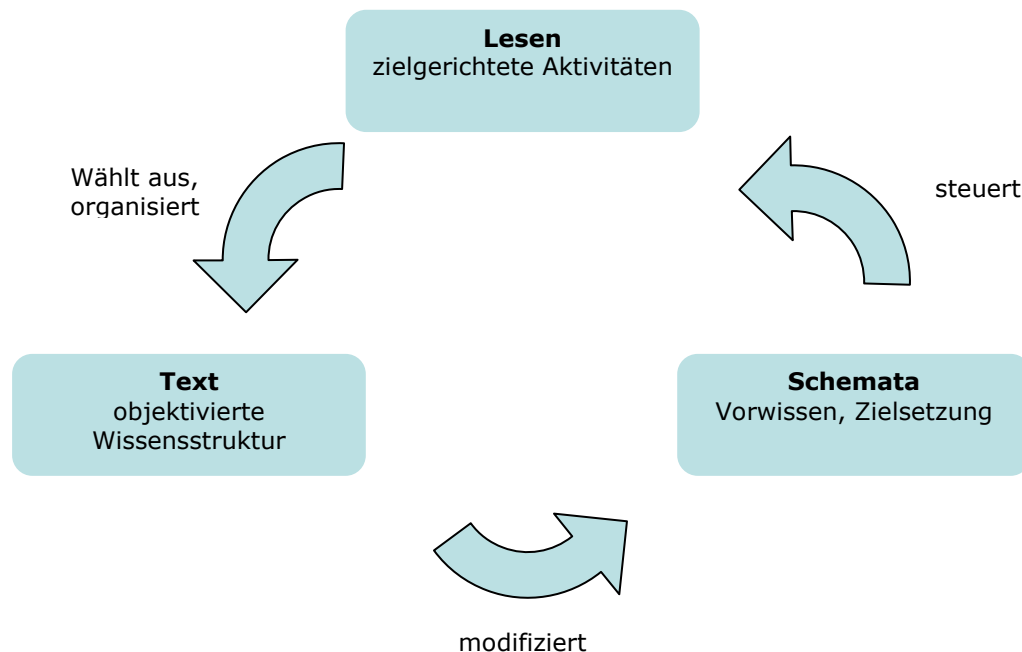 Lesen
zielgerichtete Aktivitäten
Wählt aus,
organisiert
steuert
Text
objektivierte
Wissensstruktur
Schemata
Vorwissen, Zielsetzung
modifiziert